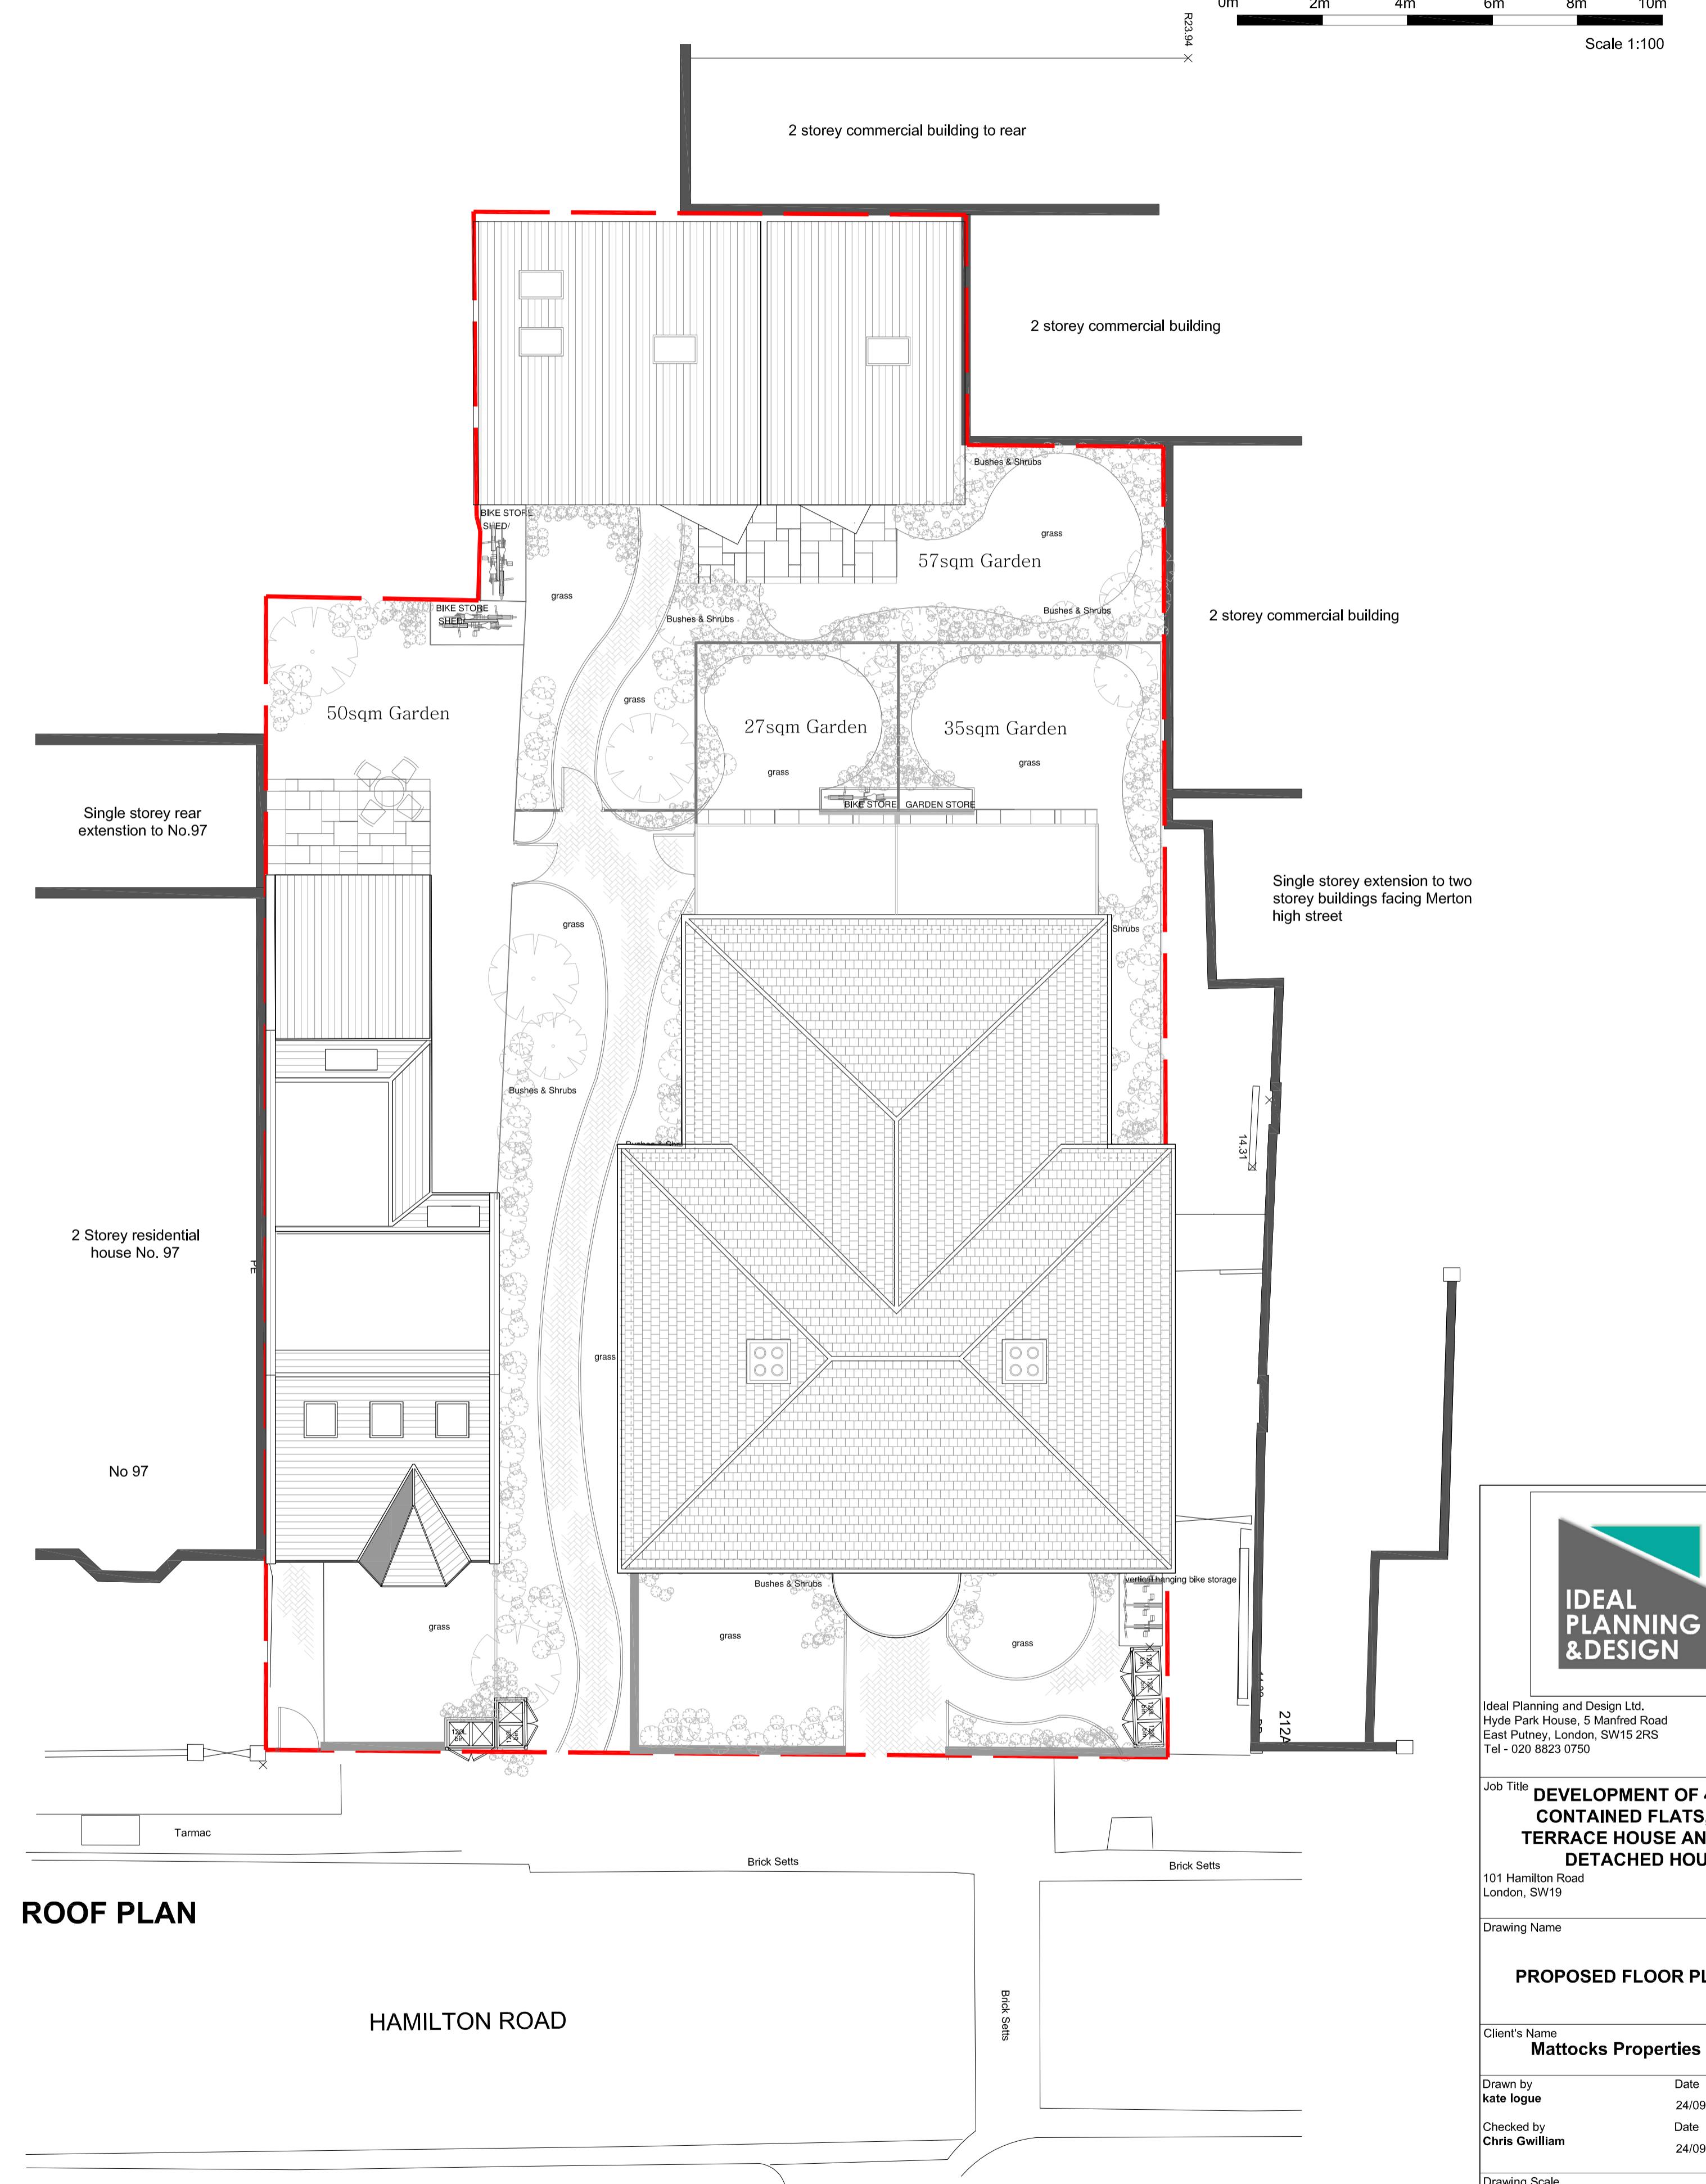 0m 2m 4m 6m 8m 10m
Scale 1:100
R23.94
2 storey commercial building to rear
2 storey commercial building
Bushes & Shrubs
BIKE STORE
SHED/
grass
57sqm Garden
grass
BIKE STORE
SHED/
Bushes & Shrubs
Bushes & Shrubs
2 storey commercial building
grass
50sqm Garden
27sqm Garden
35sqm Garden
grass
grass
BIKE STORE
GARDEN STORE
Single storey rear
extenstion to No.97
Single storey extension to two
storey buildings facing Merton
high street
grass
Shrubs
Bushes & Shrubs
14.31
2 Storey residential
house No. 97
grass
No 97
Bushes & Shrubs
vertical hanging bike storage
grass
grass
grass
120L
212A
IDEAL
PLANNING
&DESIGN
Ideal Planning and Design Ltd.
Hyde Park House, 5 Manfred Road
East Putney, London, SW15 2RS
Tel - 020 8823 0750
Job Title
DEVELOPMENT OF
CONTAINED FLATS
TERRACE HOUSE AN
DETACHED HOU
101 Hamilton Road
London, SW19
Tarmac
Brick Setts
Brick Setts
ROOF PLAN
Drawing Name
PROPOSED FLOOR PL
Brick Setts
HAMILTON ROAD
Client's Name
Mattocks Properties
Drawn by
kate logue
Date
24/09
Checked by
Chris Gwilliam
Date
24/09
Drawing Scale